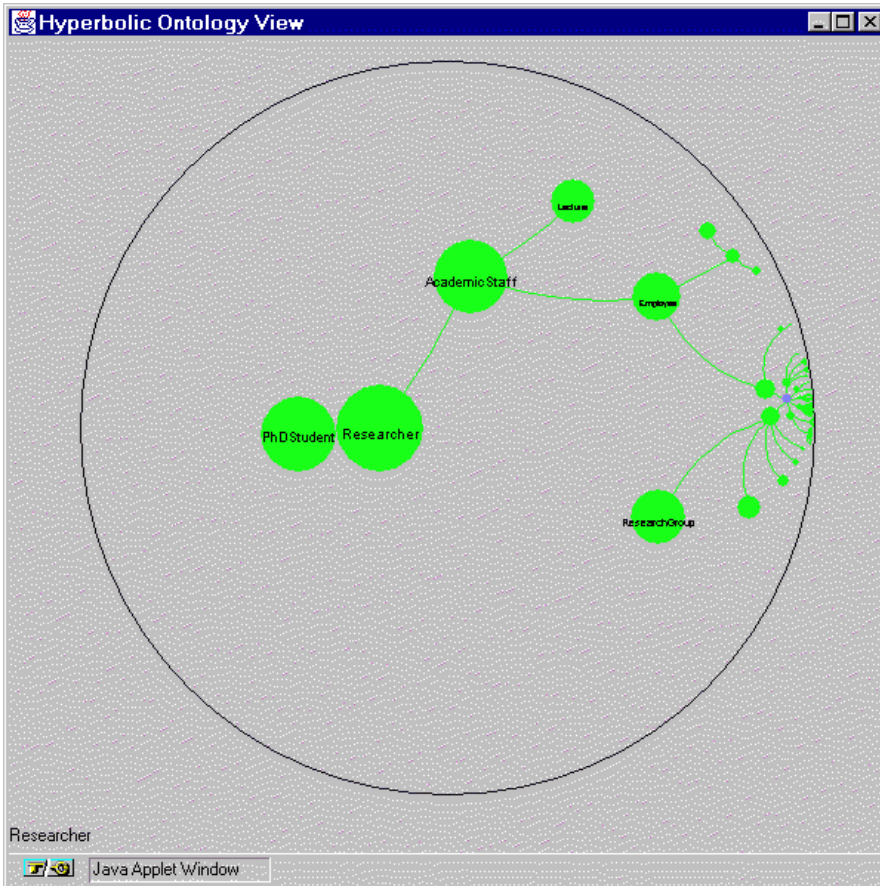 Hyperbolic Ontology View
Lecturer
AcademicStaff
Employee
PhDStudent
Researcher
ResearchGroup
Researcher
Java Applet Window